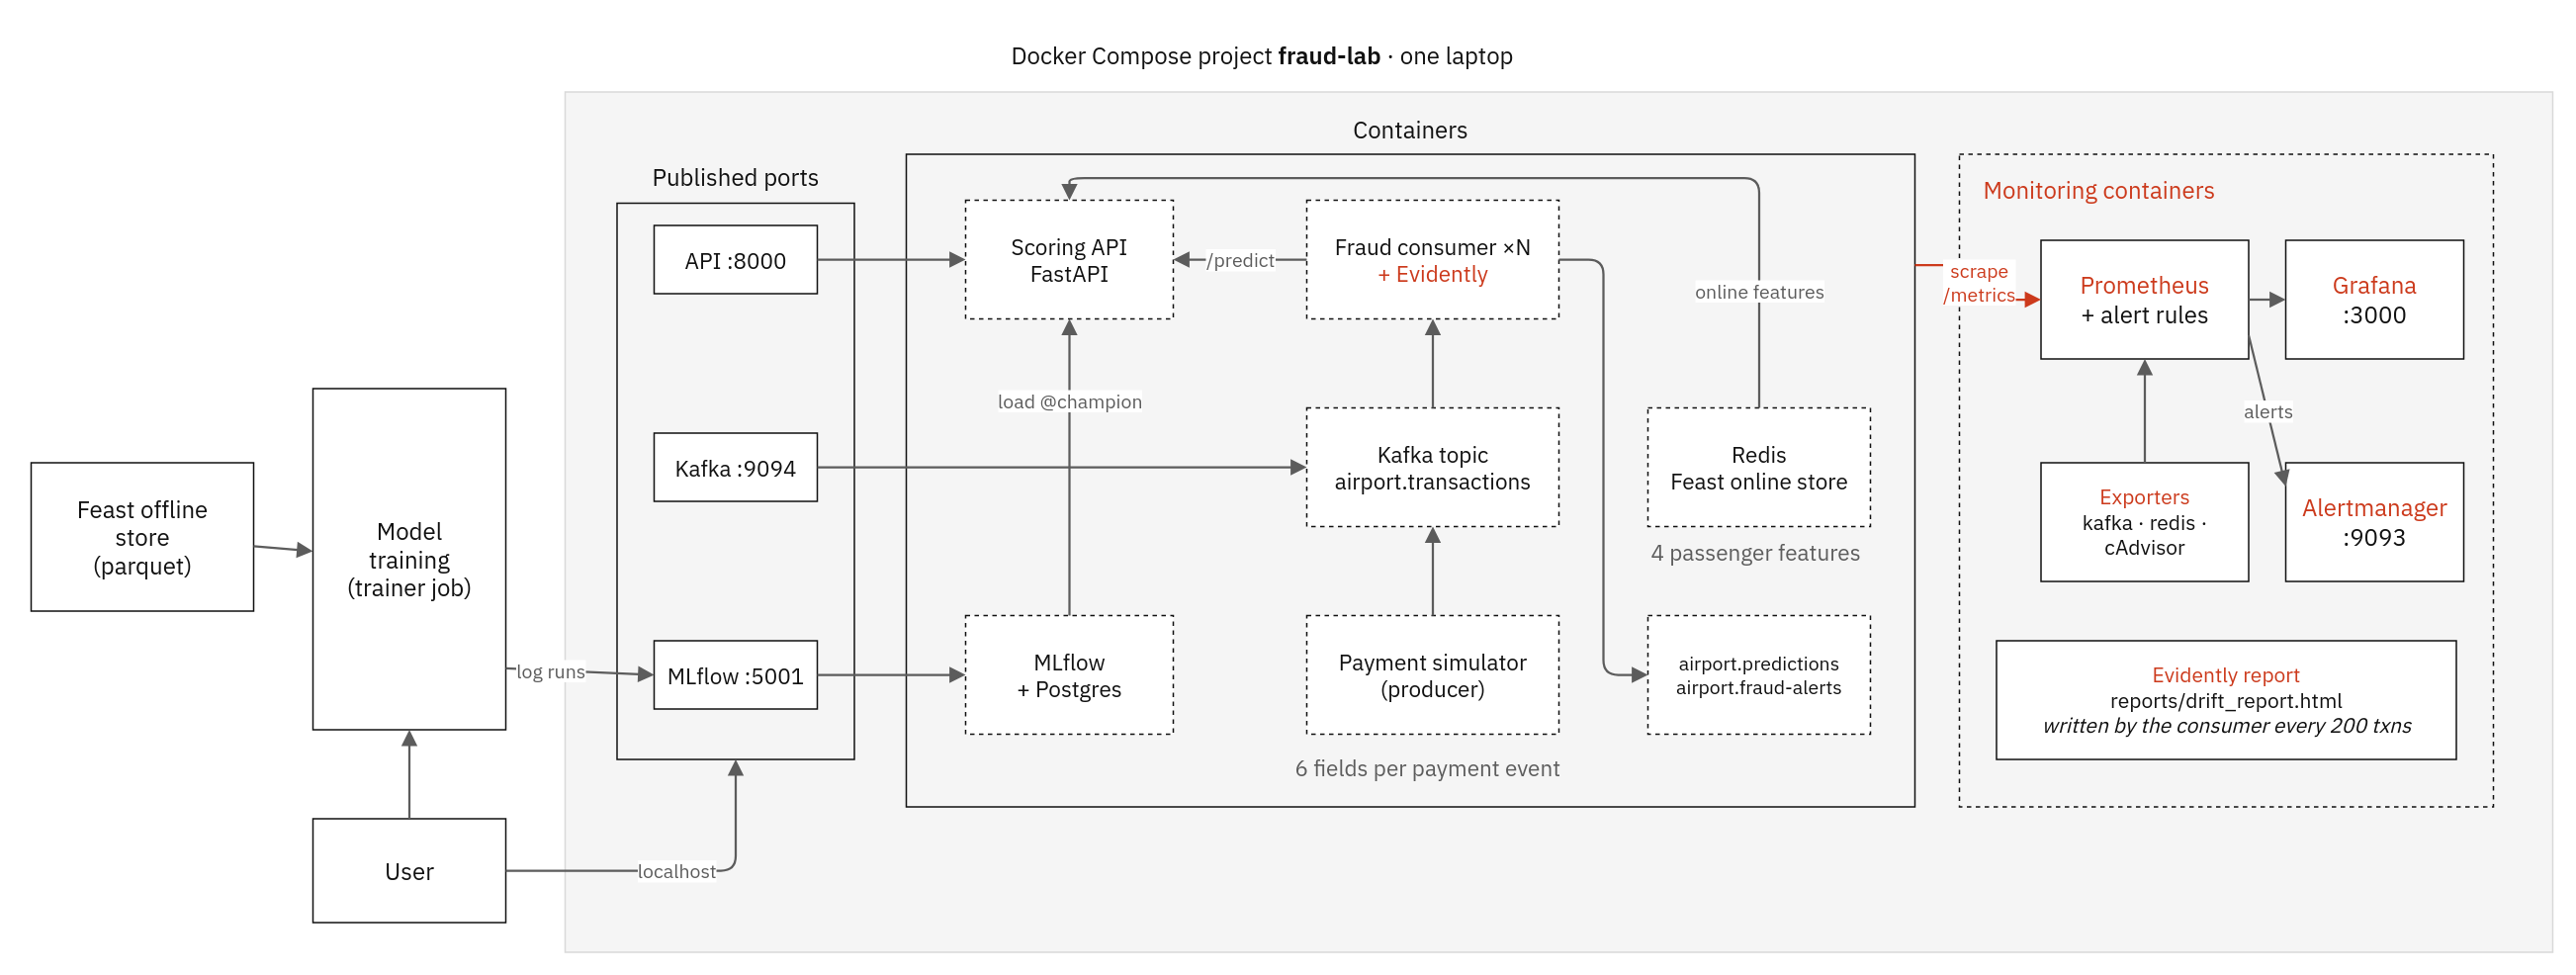 Docker Compose project fraud-lab · one laptop
Containers
Published ports
Monitoring containers
API :8000
Scoring API
FastAPI
/predict
Fraud consumer ×N
+ Evidently
online features
scrape
/metrics
Prometheus
+ alert rules
Grafana
:3000
load @champion
alerts
Kafka :9094
Kafka topic
airport.transactions
Redis
Feast online store
4 passenger features
Exporters
kafka · redis ·
cAdvisor
Alertmanager
:9093
Feast offline
store
(parquet)
Model
training
(trainer job)
log runs
MLflow :5001
MLflow
+ Postgres
Payment simulator
(producer)
6 fields per payment event
airport.predictions
airport.fraud-alerts
Evidently report
reports/drift_report.html
written by the consumer every 200 txns
User
localhost